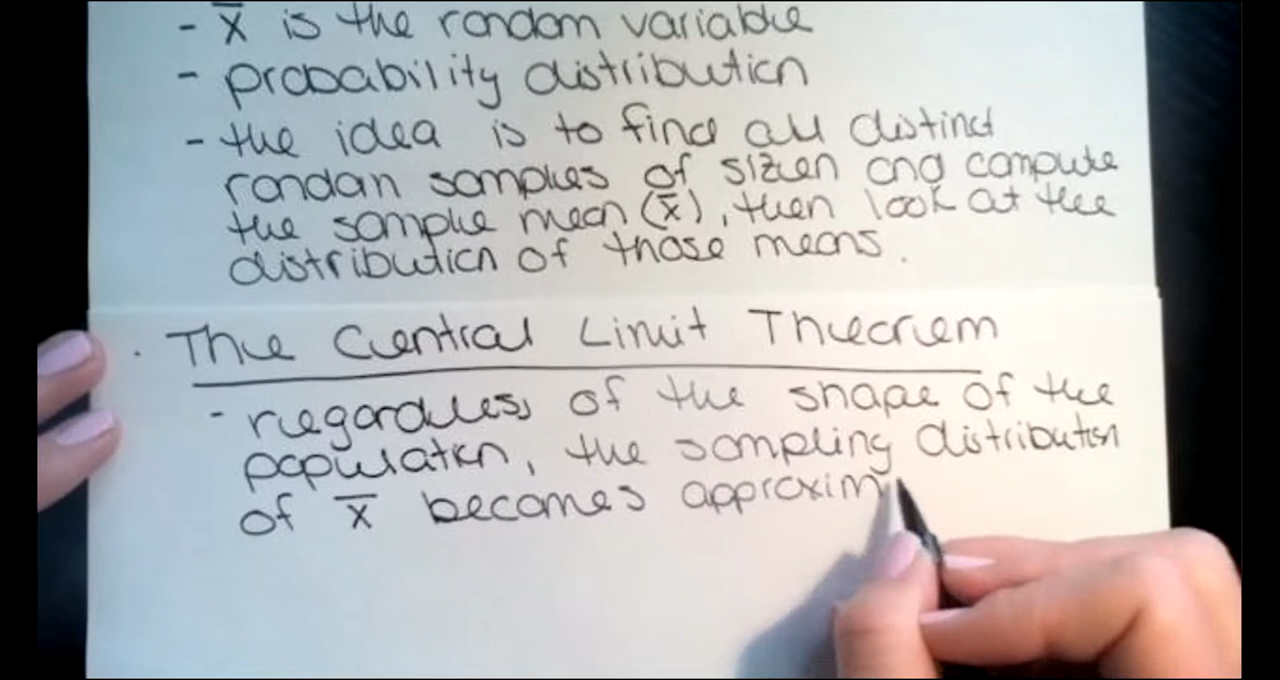 - x̄ is the random variable
- probability distribution
- the idea is to find all distinct
random samples of size n and compute
the sample mean (x̄), then look at the
distribution of those means.
· The Central Limit Theorem
- regardless of the shape of the
population, the sampling distribution
of x̄ becomes approxim